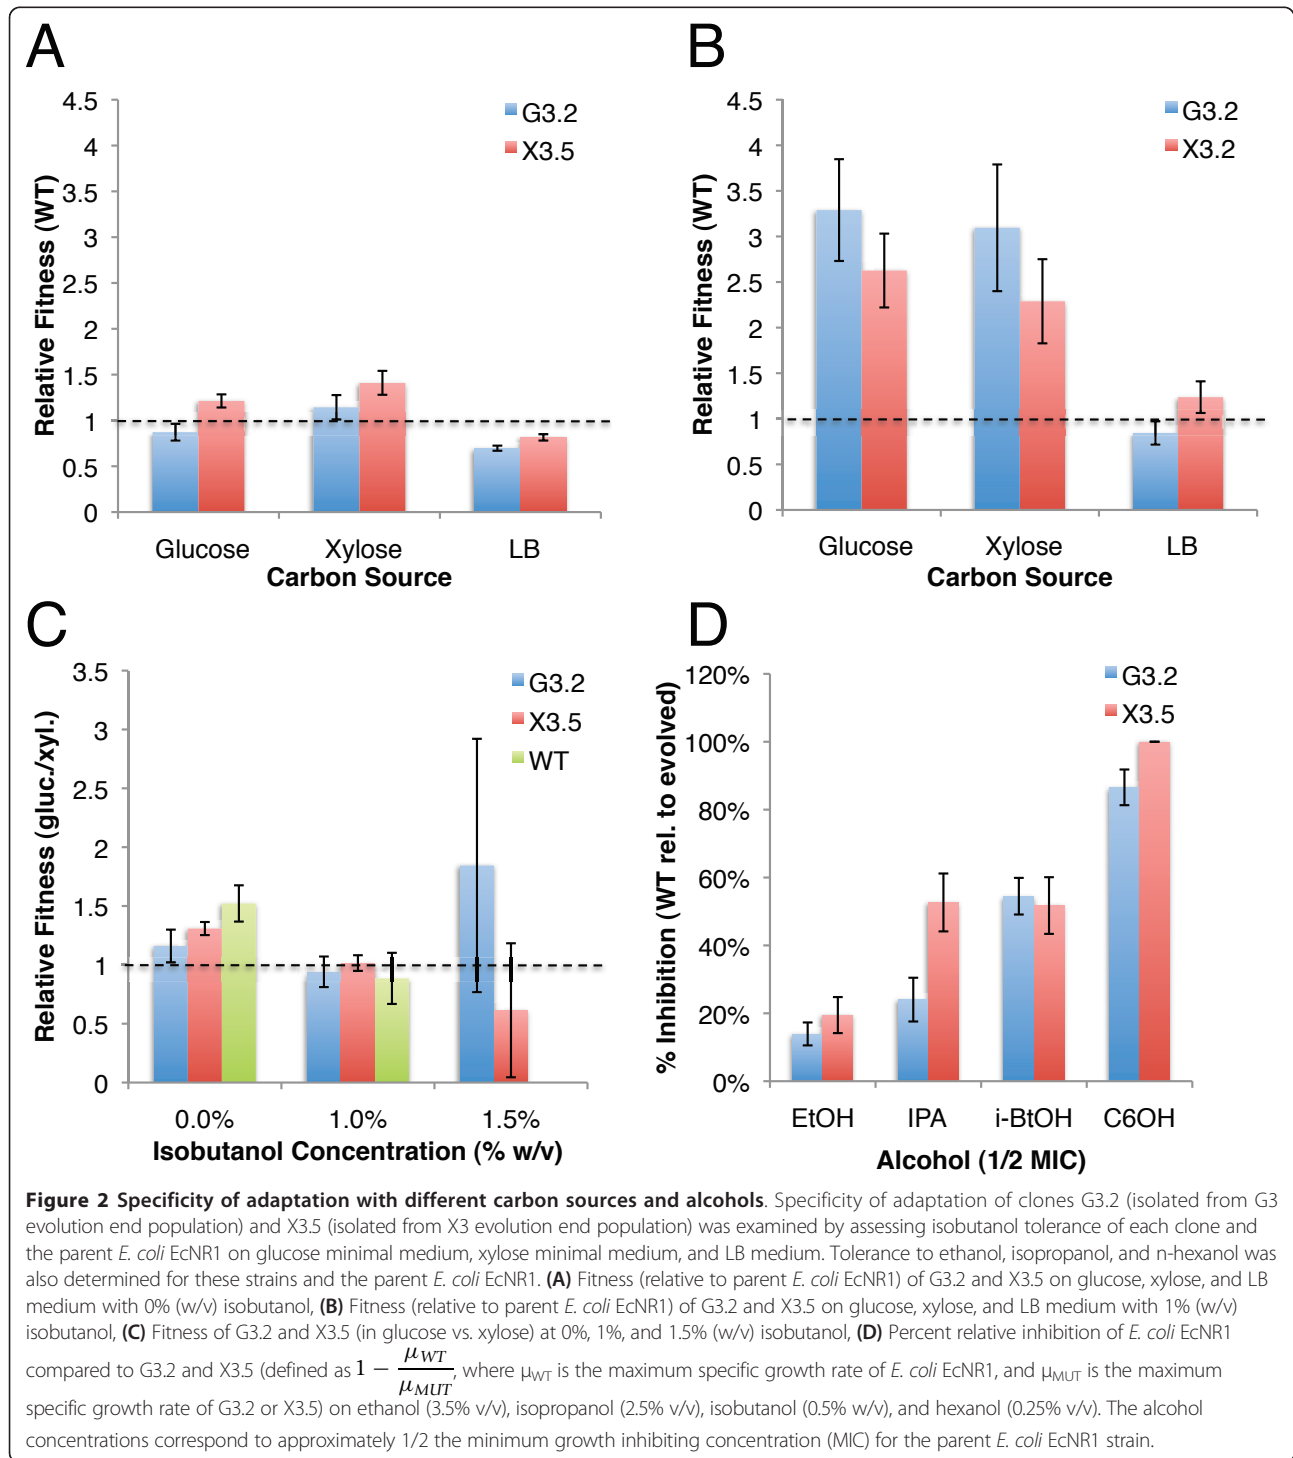 A
Relative Fitness (WT)
4.5
4
3.5
3
2.5
2
1.5
1
0.5
0
G3.2
X3.5
Glucose Xylose LB
Carbon Source
B
Relative Fitness (WT)
4.5
4
3.5
3
2.5
2
1.5
1
0.5
0
G3.2
X3.2
Glucose Xylose LB
Carbon Source
C
Relative Fitness (gluc./xyl.)
3.5
3
2.5
2
1.5
1
0.5
0
G3.2
X3.5
WT
0.0% 1.0% 1.5%
Isobutanol Concentration (% w/v)
D
% Inhibition (WT rel. to evolved)
120%
100%
80%
60%
40%
20%
0%
G3.2
X3.5
EtOH IPA i-BtOH C6OH
Alcohol (1/2 MIC)
Figure 2 Specificity of adaptation with different carbon sources and alcohols. Specificity of adaptation of clones G3.2 (isolated from G3
evolution end population) and X3.5 (isolated from X3 evolution end population) was examined by assessing isobutanol tolerance of each clone and
the parent E. coli EcNR1 on glucose minimal medium, xylose minimal medium, and LB medium. Tolerance to ethanol, isopropanol, and n-hexanol was
also determined for these strains and the parent E. coli EcNR1. (A) Fitness (relative to parent E. coli EcNR1) of G3.2 and X3.5 on glucose, xylose, and LB
medium with 0% (w/v) isobutanol, (B) Fitness (relative to parent E. coli EcNR1) of G3.2 and X3.5 on glucose, xylose, and LB medium with 1% (w/v)
isobutanol, (C) Fitness of G3.2 and X3.5 (in glucose vs. xylose) at 0%, 1%, and 1.5% (w/v) isobutanol, (D) Percent relative inhibition of E. coli EcNR1
compared to G3.2 and X3.5 (defined as 1 − μWT/μMUT, where μWT is the maximum specific growth rate of E. coli EcNR1, and μMUT is the maximum
specific growth rate of G3.2 or X3.5) on ethanol (3.5% v/v), isopropanol (2.5% v/v), isobutanol (0.5% w/v), and hexanol (0.25% v/v). The alcohol
concentrations correspond to approximately 1/2 the minimum growth inhibiting concentration (MIC) for the parent E. coli EcNR1 strain.